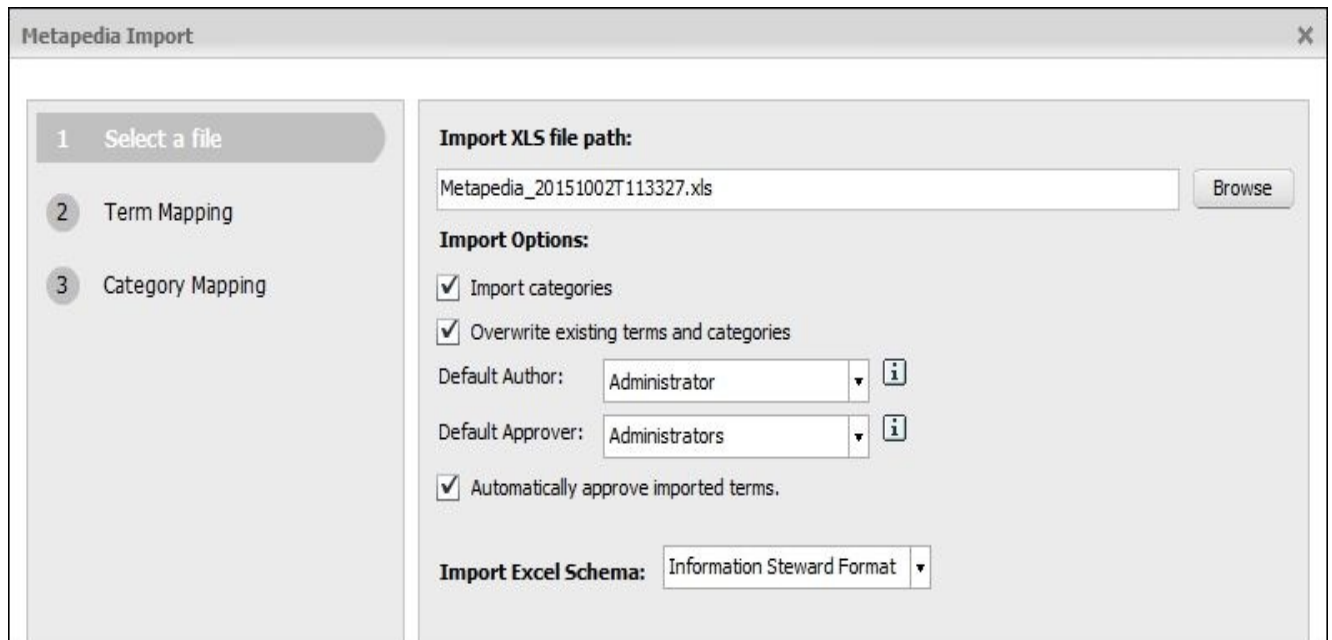 Metapedia Import
1 Select a file
2 Term Mapping
3 Category Mapping
Import XLS file path:
Metapedia_20151002T113327.xls Browse
Import Options:
Import categories
Overwrite existing terms and categories
Default Author: Administrator
Default Approver: Administrators
Automatically approve imported terms.
Import Excel Schema: Information Steward Format